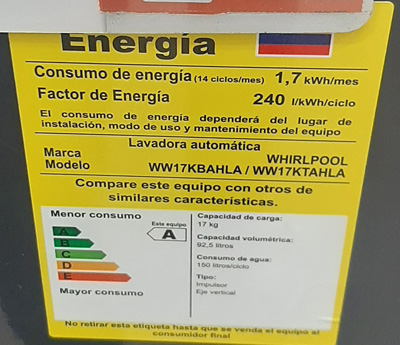 Energía
Consumo de energía (14 ciclos/mes) 1,7 kWh/mes
Factor de Energía 240 l/kWh/ciclo
El consumo de energía dependerá del lugar de
instalación, modo de uso y mantenimiento del equipo
Lavadora automática
Marca WHIRLPOOL
Modelo WW17KBAHLA / WW17KTAHLA
Compare este equipo con otros de
similares características.
Menor consumo
Este equipo
A
A
B
C
D
E
Mayor consumo
Capacidad de carga:
17 kg
Capacidad volumétrica:
92,5 litros
Consumo de agua:
150 litros/ciclo
Tipo:
Impulsor
Eje vertical
No retirar esta etiqueta hasta que se venda el equipo al
consumidor final